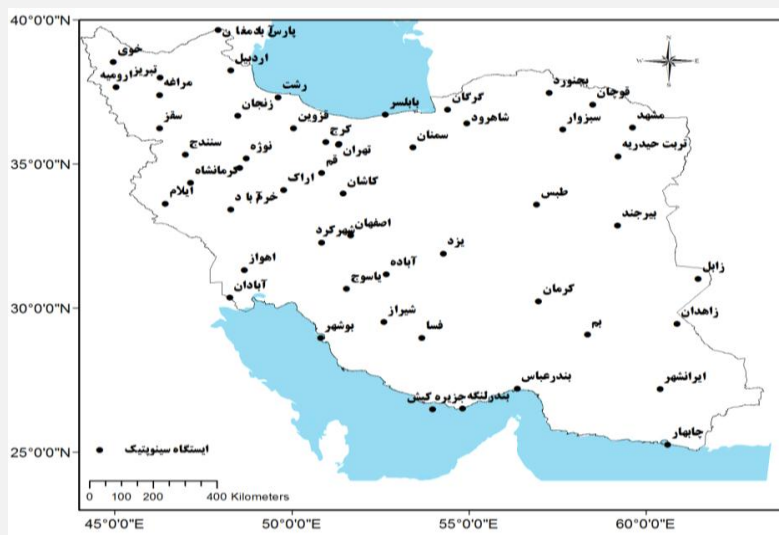 40°0'0"N
پارس آباد مغان
خوی
اردبیل
تبریز
ارومیه
مراغه
رشت
بجنورد
قوچان
زنجان
بابلسر
گرگان
شاهرود
سبزوار
مشهد
سقز
قزوین
کرج
تهران
سمنان
تربت حیدریه
35°0'0"N
سنندج
نوژه
قم
کرمانشاه
اراک
کاشان
ایلام
خرم آباد
طبس
بیرجند
اصفهان
شهرکرد
یزد
اهواز
آباده
زابل
یاسوج
آبادان
کرمان
30°0'0"N
زاهدان
شیراز
فسا
بم
بوشهر
ایرانشهر
بندرعباس
بندرلنگه
جزیره کیش
چابهار
25°0'0"N
ایستگاه سینوپتیک
0 100 200 400 Kilometers
45°0'0"E 50°0'0"E 55°0'0"E 60°0'0"E